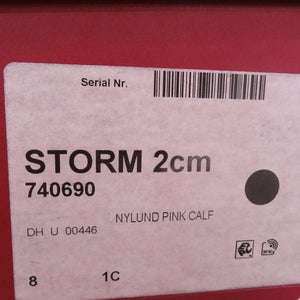 Serial Nr.
STORM 2cm
740690
NYLUND PINK CALF
DH U 00446
8 1C